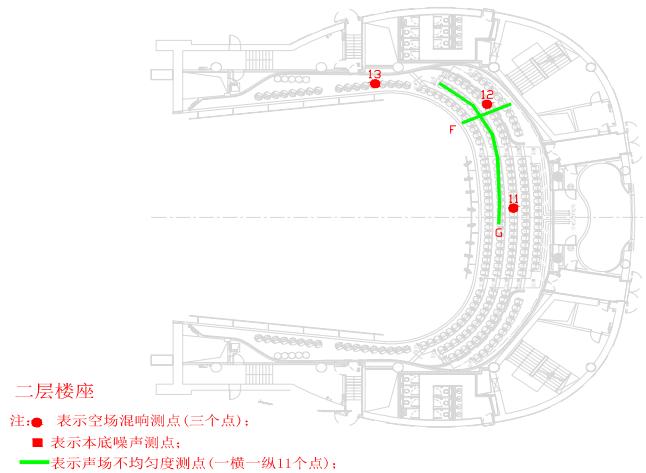 13
12
F
11
G
二层楼座
注: 表示空场混响测点(三个点);
表示本底噪声测点;
表示声场不均匀度测点(一横一纵11个点);